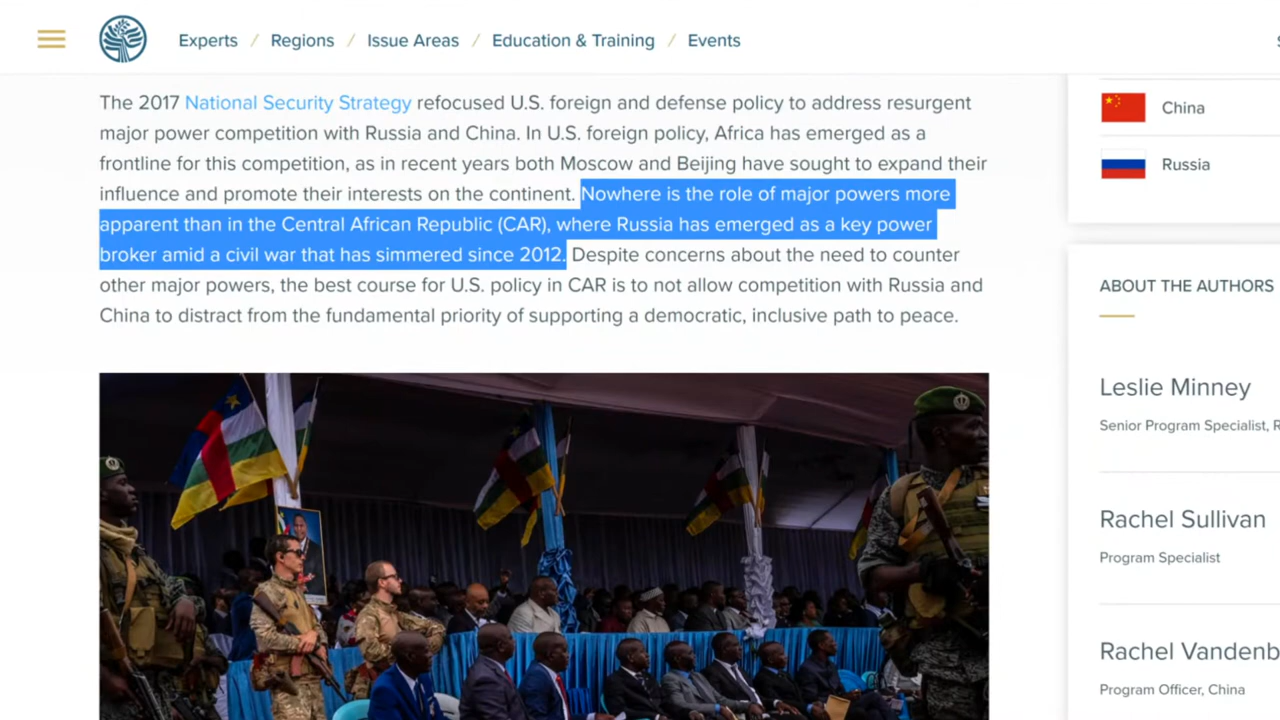 Experts / Regions / Issue Areas / Education & Training / Events
The 2017 National Security Strategy refocused U.S. foreign and defense policy to address resurgent
major power competition with Russia and China. In U.S. foreign policy, Africa has emerged as a
frontline for this competition, as in recent years both Moscow and Beijing have sought to expand their
influence and promote their interests on the continent. Nowhere is the role of major powers more
apparent than in the Central African Republic (CAR), where Russia has emerged as a key power
broker amid a civil war that has simmered since 2012. Despite concerns about the need to counter
other major powers, the best course for U.S. policy in CAR is to not allow competition with Russia and
China to distract from the fundamental priority of supporting a democratic, inclusive path to peace.
China
Russia
ABOUT THE AUTHORS
Leslie Minney
Senior Program Specialist, R
Rachel Sullivan
Program Specialist
Rachel Vandenb
Program Officer, China